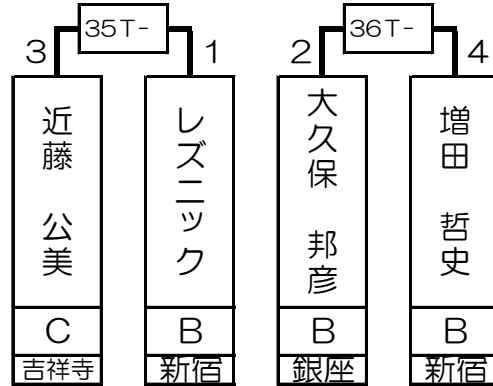 35T-
36T-
3
1
2
4
近藤 公美
レズニック
大久保 邦彦
増田 哲史
C
B
B
B
吉祥寺
新宿
銀座
新宿